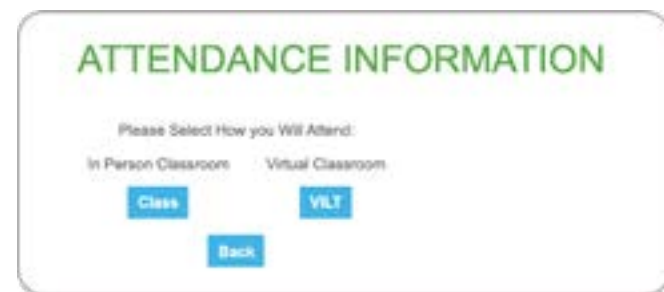 ATTENDANCE INFORMATION
Please Select How you Will Attend:
In Person Classroom Virtual Classroom
Class VILT
Back